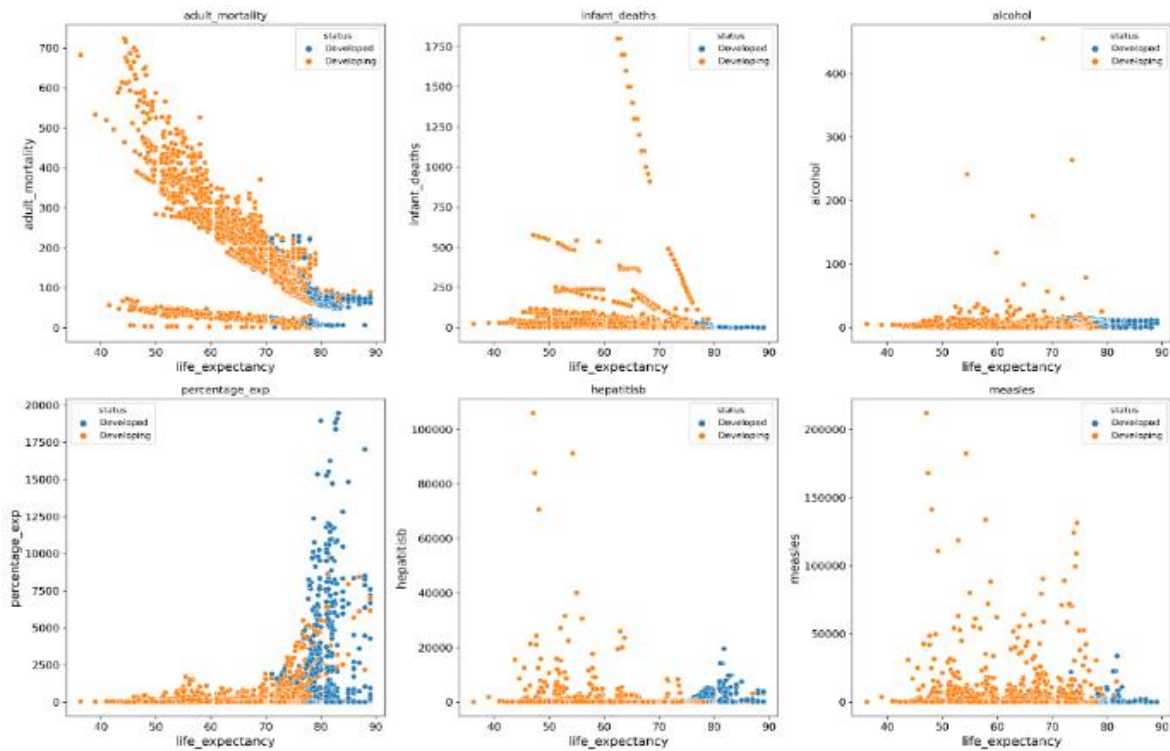 adult_mortality
status
Developed
Developing
700
600
500
400
300
200
100
0
adult_mortality
40 50 60 70 80 90
life_expectancy
infant_deaths
status
Developed
Developing
1750
1500
1250
1000
750
500
250
0
infant_deaths
40 50 60 70 80 90
life_expectancy
alcohol
status
Developed
Developing
400
300
200
100
0
alcohol
40 50 60 70 80 90
life_expectancy
percentage_exp
status
Developed
Developing
20000
17500
15000
12500
10000
7500
5000
2500
0
percentage_exp
40 50 60 70 80 90
life_expectancy
hepatitisb
status
Developed
Developing
100000
80000
60000
40000
20000
0
hepatitisb
40 50 60 70 80 90
life_expectancy
measles
status
Developed
Developing
200000
150000
100000
50000
0
measles
40 50 60 70 80 90
life_expectancy